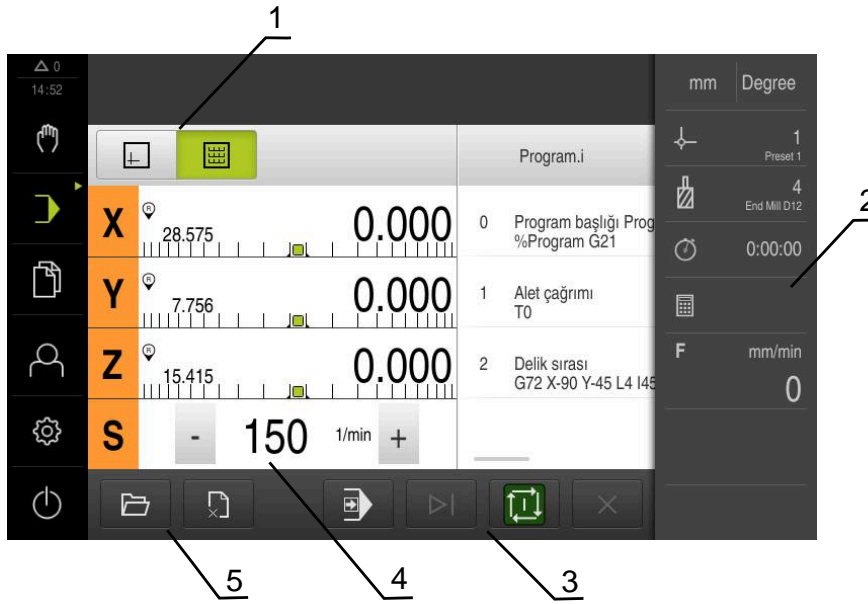 1
0
14:52
mm Degree
Program.i
1
Preset 1
4
End Mill D12
2
0:00:00
X R 28.575 0.000
0 Program başlığı Prog
%Program G21
Y R 7.756 0.000
1 Alet çağrımı
T0
Z R 15.415 0.000
2 Delik sırası
G72 X-90 Y-45 L4 I45
F mm/min
0
S - 150 1/min +
5
4
3